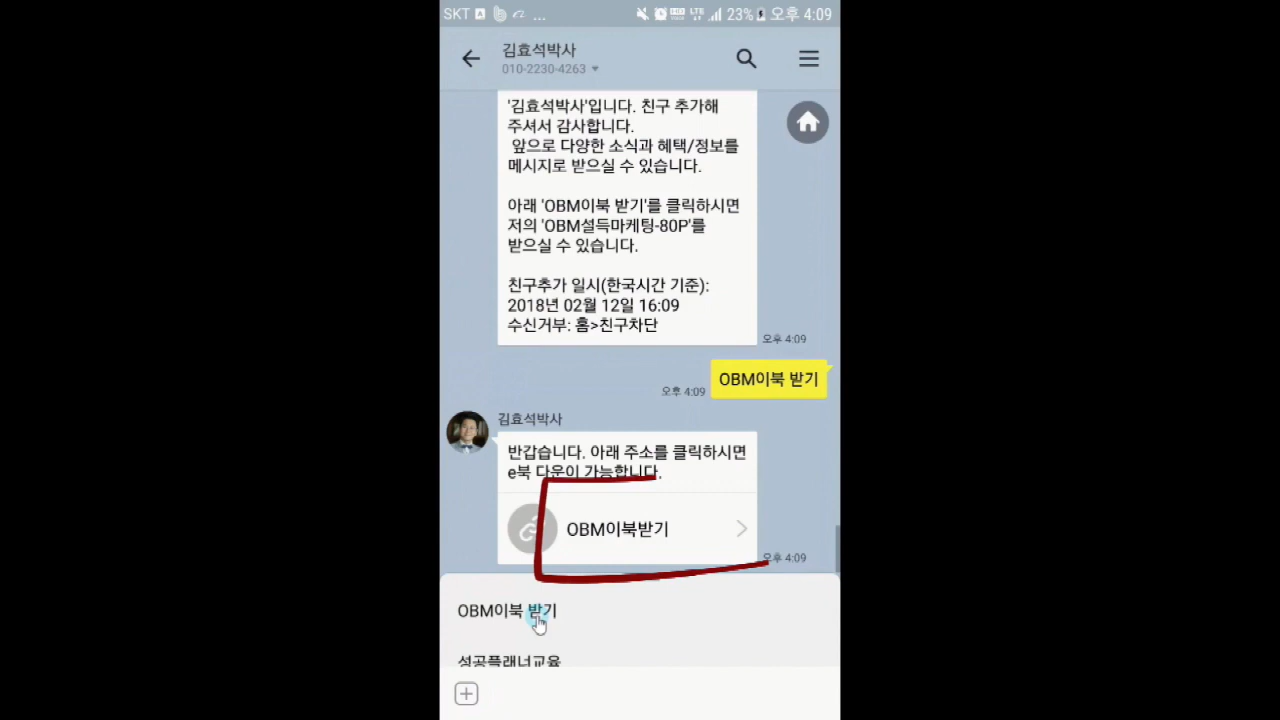 SKT ... LTE 23% 오후 4:09
김효석박사
010-2230-4263
'김효석박사'입니다. 친구 추가해
주셔서 감사합니다.
앞으로 다양한 소식과 혜택/정보를
메시지로 받으실 수 있습니다.
아래 'OBM이북 받기'를 클릭하시면
저의 'OBM설득마케팅-80P'를
받으실 수 있습니다.
친구추가 일시(한국시간 기준):
2018년 02월 12일 16:09
수신거부: 홈>친구차단
오후 4:09
OBM이북 받기
오후 4:09
김효석박사
반갑습니다. 아래 주소를 클릭하시면
e북 다운이 가능합니다.
OBM이북받기
오후 4:09
OBM이북 받기
성공플래너교육